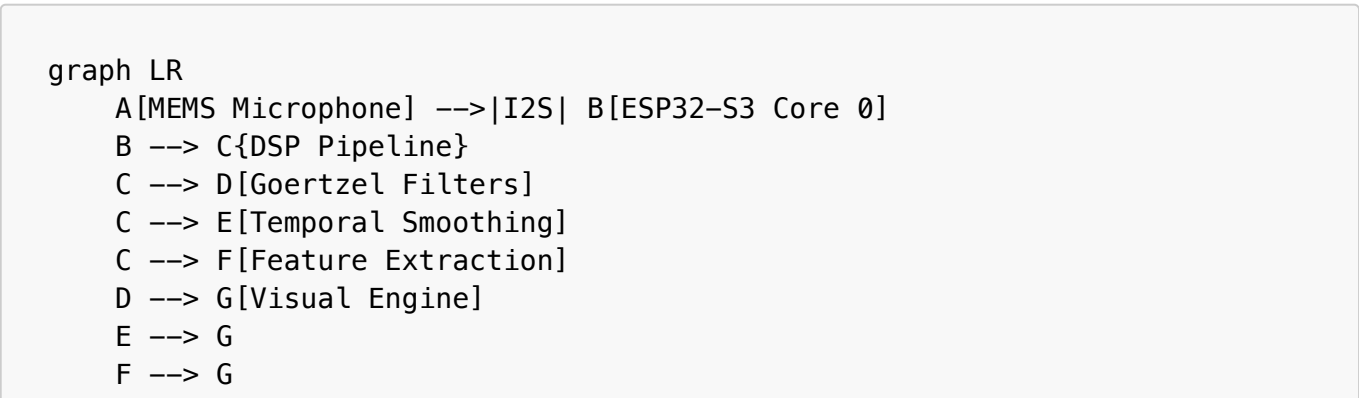 graph LR
    A[MEMS Microphone] -->|I2S| B[ESP32-S3 Core 0]
    B --> C{DSP Pipeline}
    C --> D[Goertzel Filters]
    C --> E[Temporal Smoothing]
    C --> F[Feature Extraction]
    D --> G[Visual Engine]
    E --> G
    F --> G